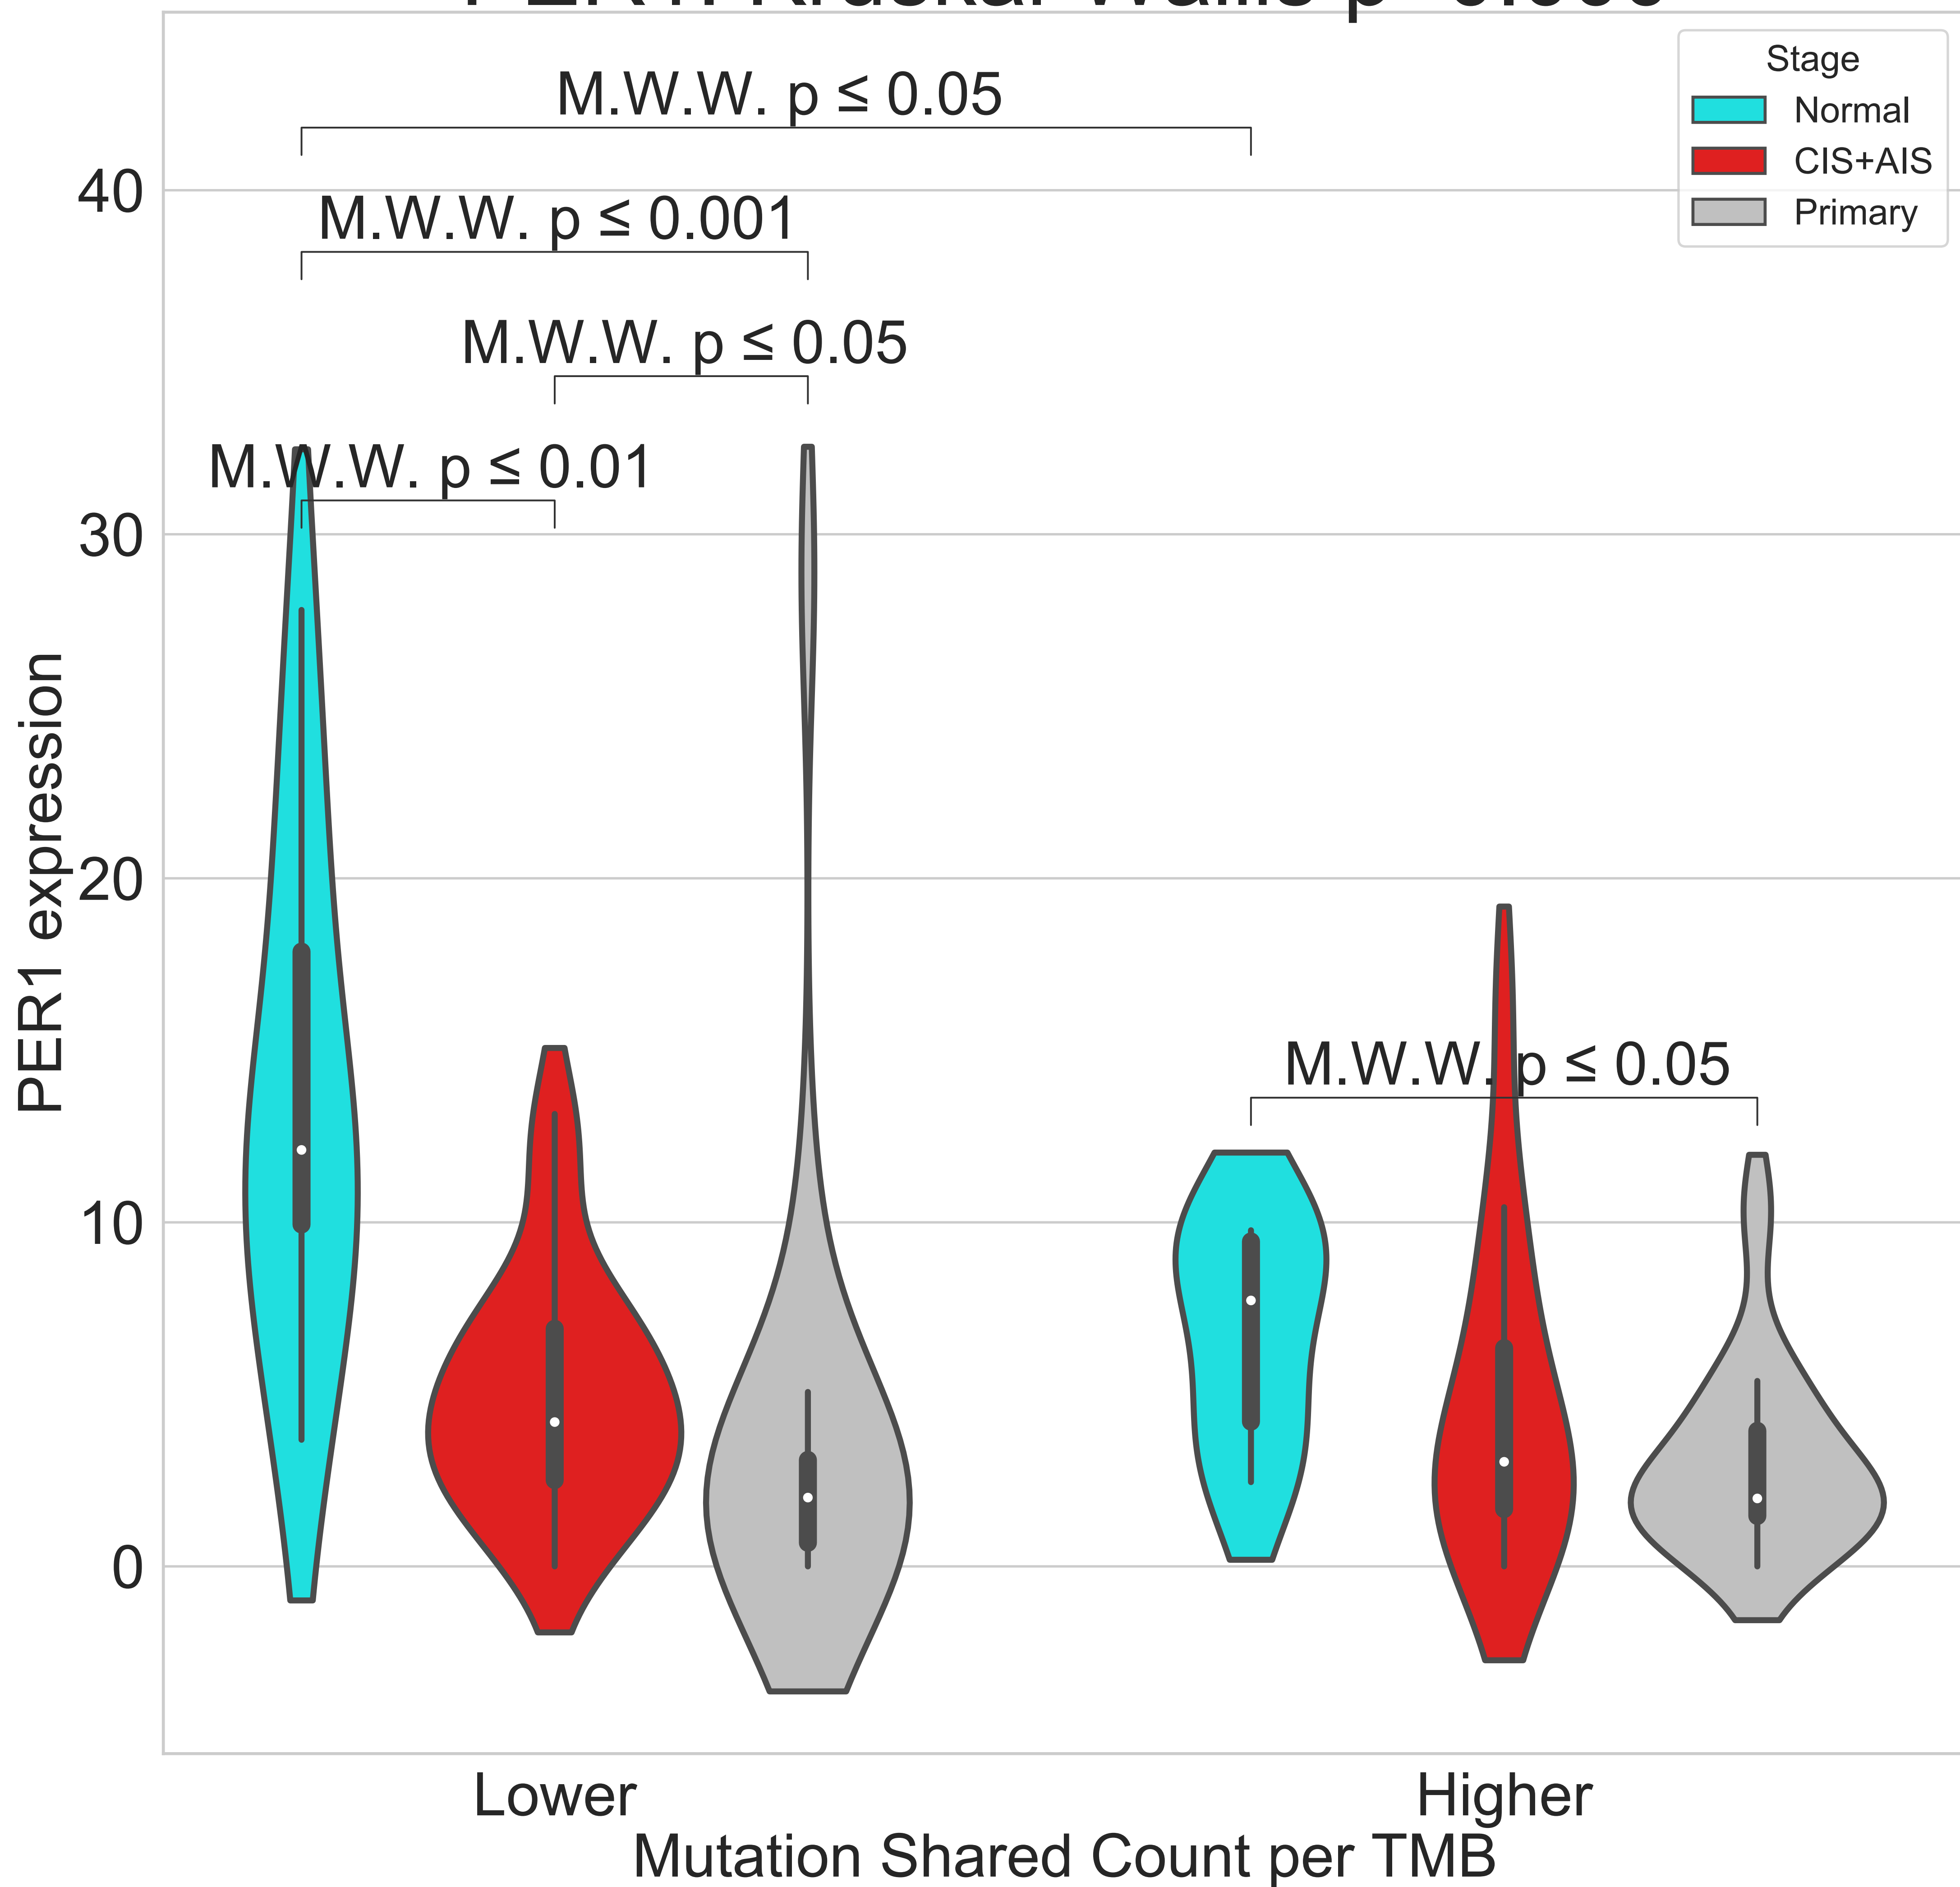 Stage
Normal
CIS+AIS
Primary
M.W.W. p ≤ 0.05
M.W.W. p ≤ 0.001
M.W.W. p ≤ 0.05
M.W.W. p ≤ 0.01
M.W.W. p ≤ 0.05
40
30
20
10
0
PER1 expression
Lower
Higher
Mutation Shared Count per TMB